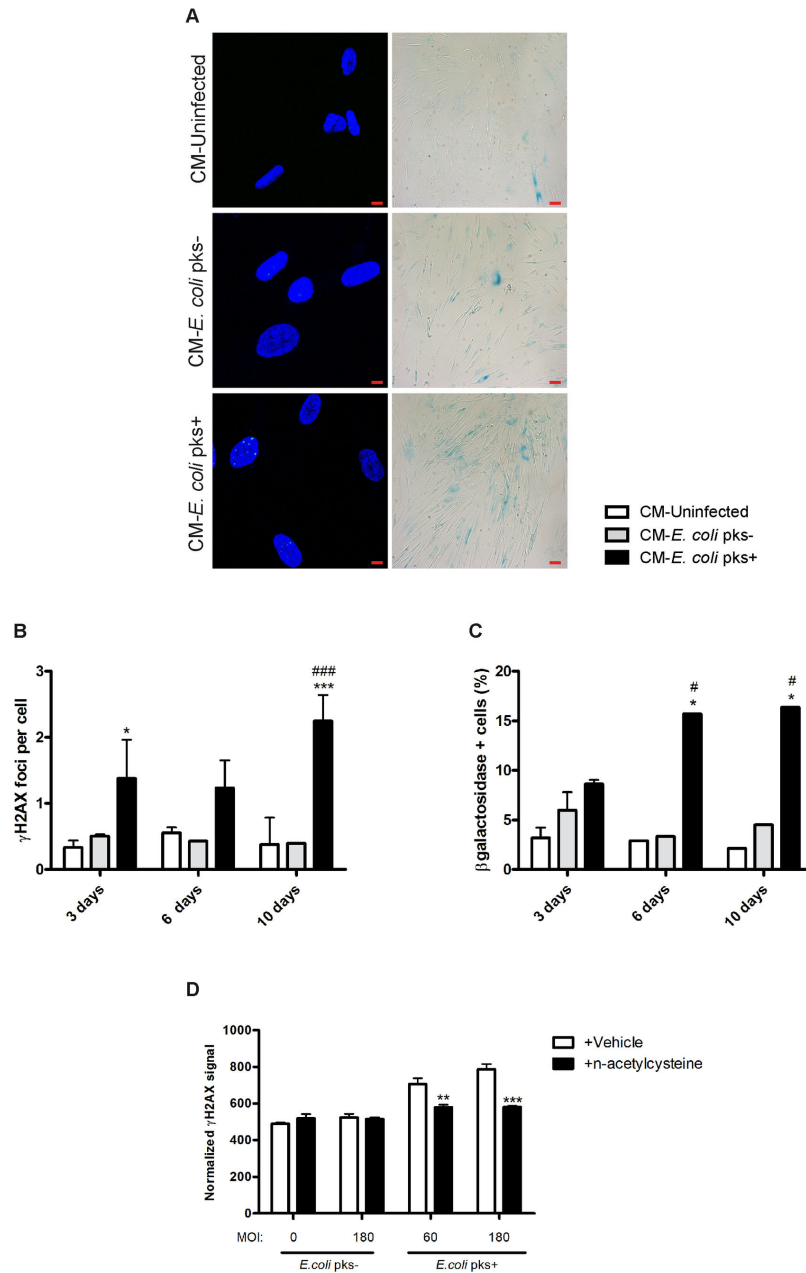 A
CM-Uninfected
CM-E. coli pks-
CM-E. coli pks+
CM-Uninfected
CM-E. coli pks-
CM-E. coli pks+
B
γH2AX foci per cell
3
2
1
0
*
###
***
3 days
6 days
10 days
C
βgalactosidase + cells (%)
20
15
10
5
0
#
*
#
*
3 days
6 days
10 days
D
Normalized γH2AX signal
1000
800
600
400
200
0
**
***
+Vehicle
+n-acetylcysteine
MOI: 0 180 60 180
E.coli pks- E.coli pks+